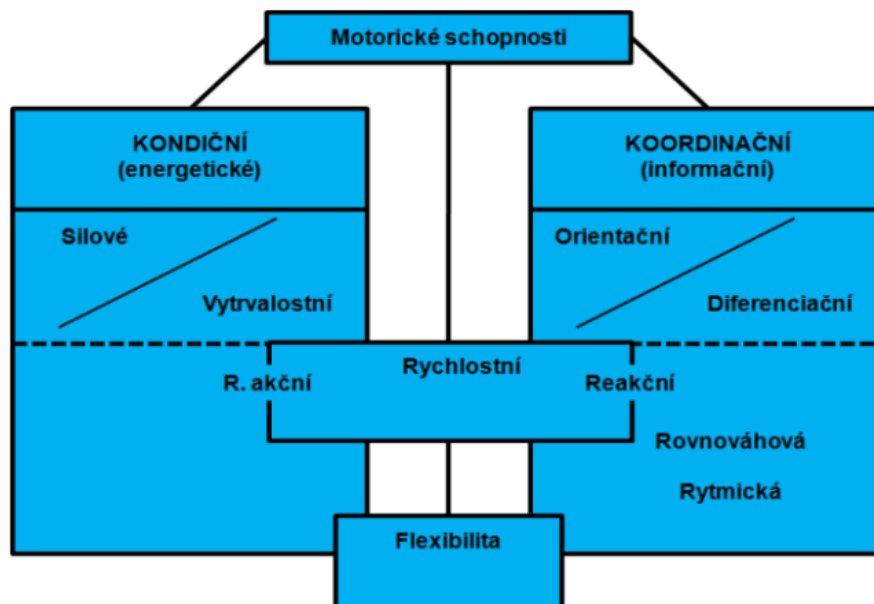 Motorické schopnosti
KONDIČNÍ
(energetické)
KOORDINAČNÍ
(informační)
Silové
Vytrvalostní
Orientační
Diferenciační
R. akční
Rychlostní
Reakční
Rovnováhová
Rytmická
Flexibilita